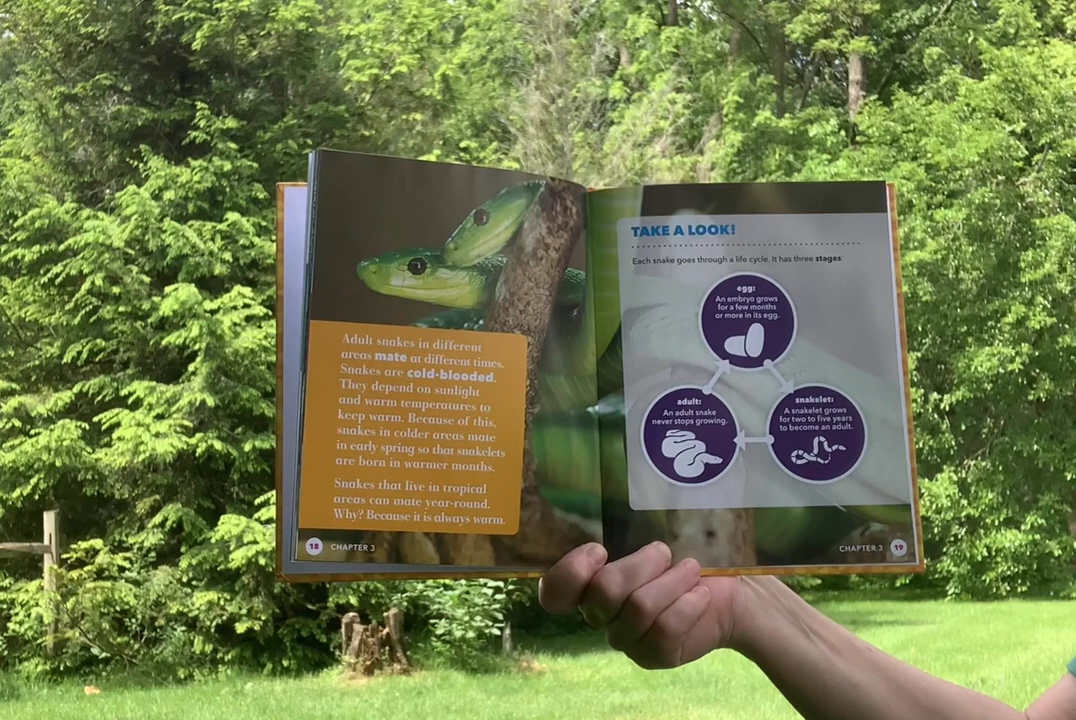 Adult snakes in different
areas mate at different times.
Snakes are cold-blooded.
They depend on sunlight
and warm temperatures to
keep warm. Because of this,
snakes in colder areas mate
in early spring so that snakelets
are born in warmer months.
Snakes that live in tropical
areas can mate year-round.
Why? Because it is always warm.
18 CHAPTER 3
TAKE A LOOK!
Each snake goes through a life cycle. It has three stages:
egg:
An embryo grows
for a few months
or more in its egg.
adult:
An adult snake
never stops growing.
snakelet:
A snakelet grows
for two to five years
to become an adult.
CHAPTER 3 19